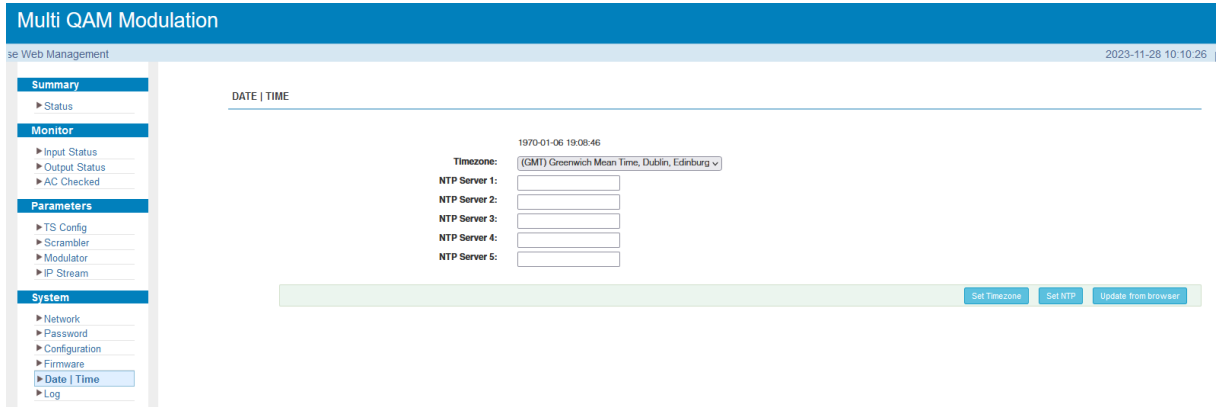 Multi QAM Modulation
se Web Management 2023-11-28 10:10:26
Summary
Status
Monitor
Input Status
Output Status
AC Checked
Parameters
TS Config
Scrambler
Modulator
IP Stream
System
Network
Password
Configuration
Firmware
Date | Time
Log
DATE | TIME
1970-01-06 19:08:46
Timezone: (GMT) Greenwich Mean Time, Dublin, Edinburg
NTP Server 1:
NTP Server 2:
NTP Server 3:
NTP Server 4:
NTP Server 5:
Set Timezone Set NTP Update from browser